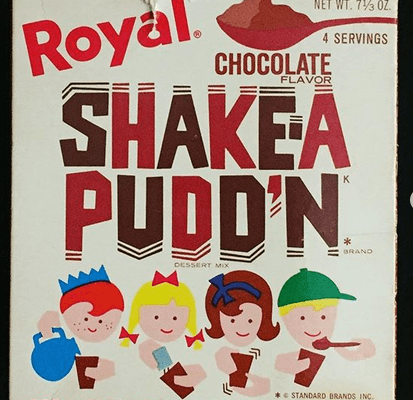 Royal®
NET WT. 7⅓ OZ.
4 SERVINGS
CHOCOLATE
FLAVOR
SHAKE-A
PUDD'N
K
*
BRAND
DESSERT MIX
* © STANDARD BRANDS INC.